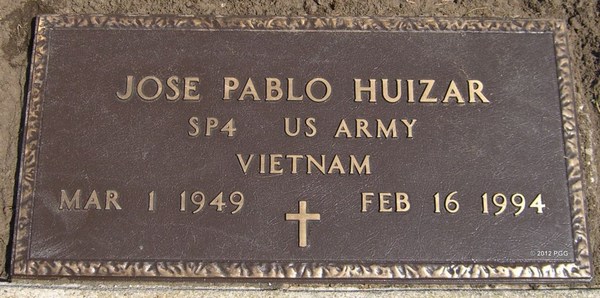 JOSE PABLO HUIZAR
SP4 US ARMY
VIETNAM
MAR 1 1949 FEB 16 1994
© 2012 PGG